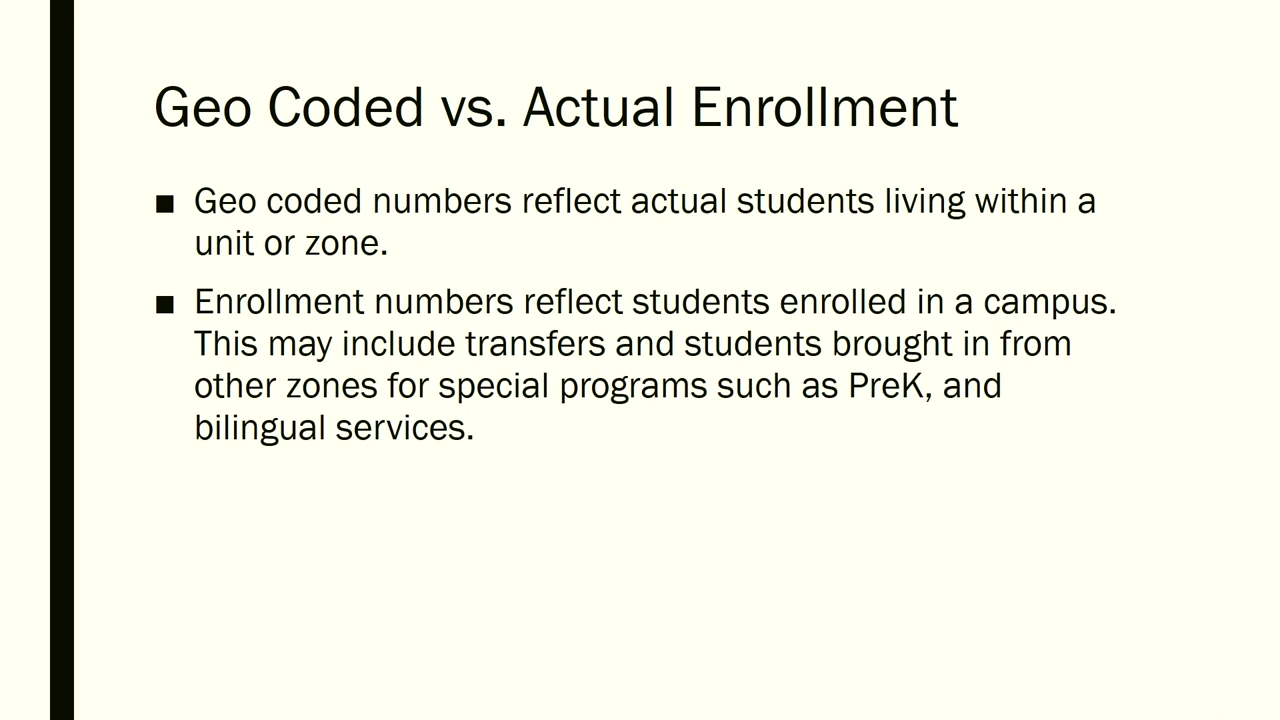 Geo Coded vs. Actual Enrollment
■ Geo coded numbers reflect actual students living within a
unit or zone.
■ Enrollment numbers reflect students enrolled in a campus.
This may include transfers and students brought in from
other zones for special programs such as PreK, and
bilingual services.